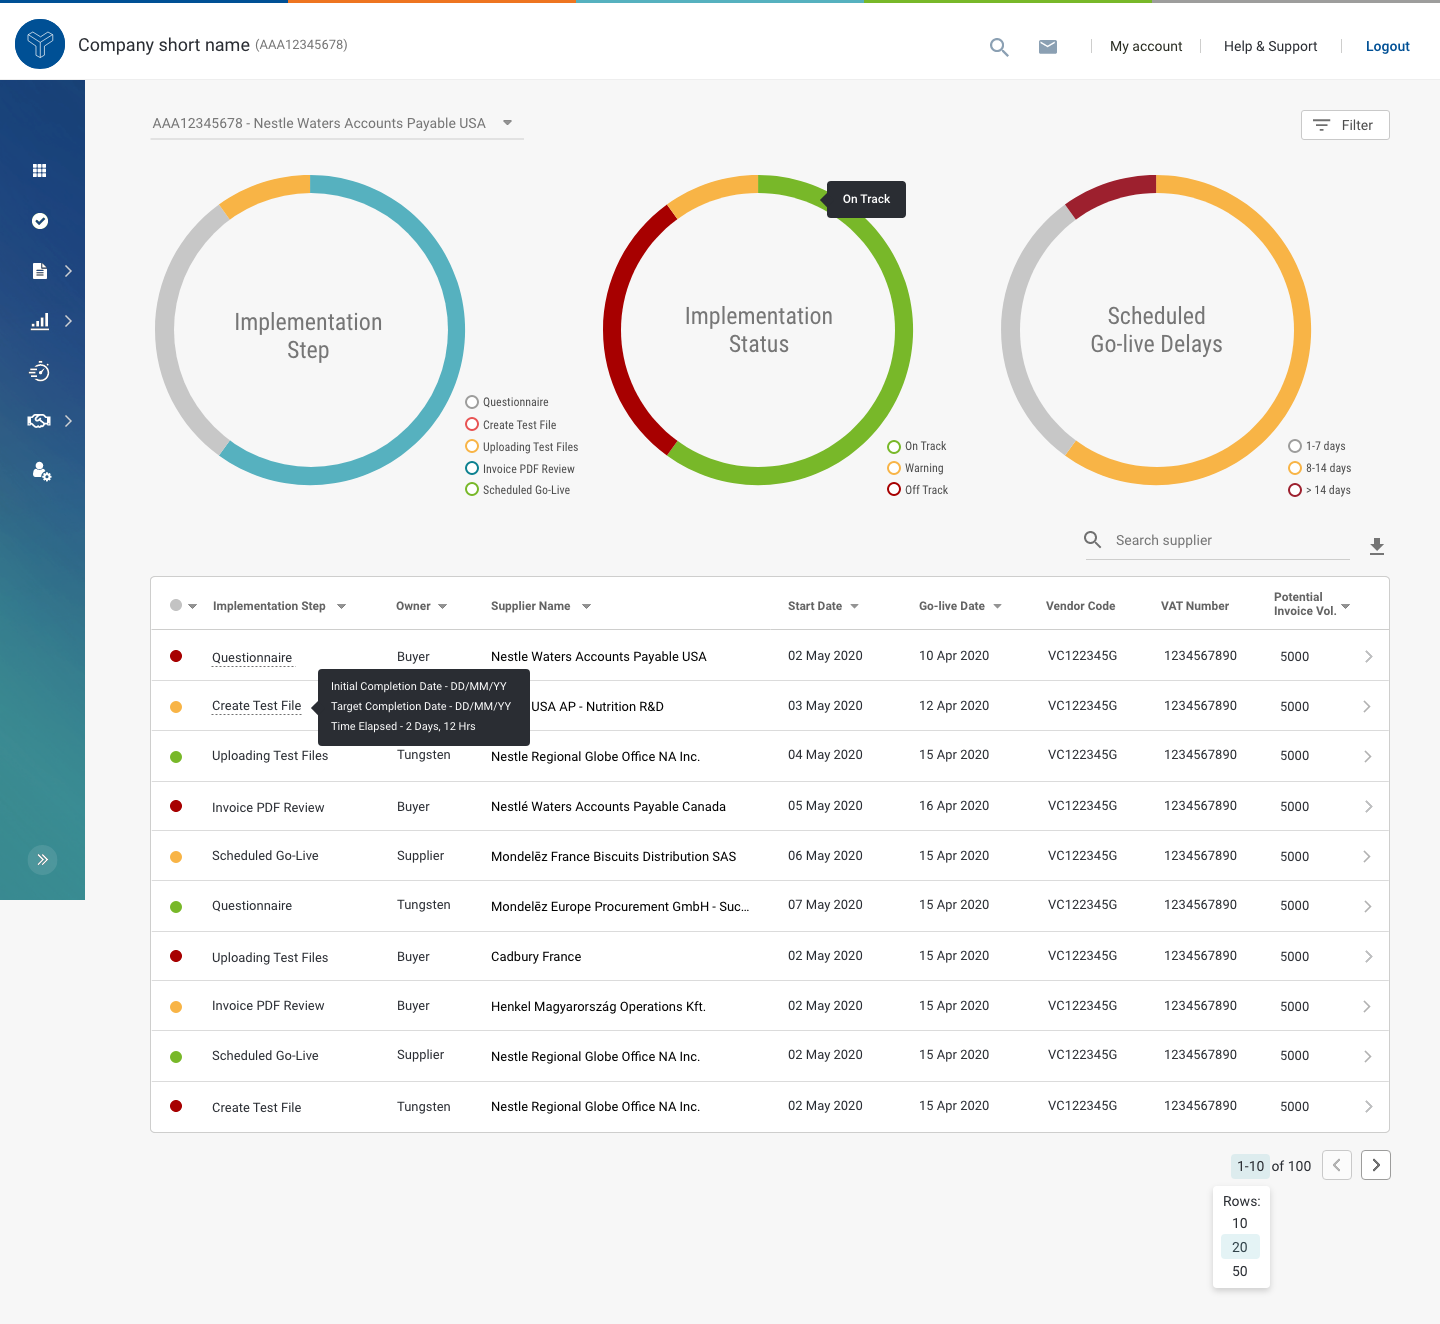 Company short name (AAA12345678)
My account
Help & Support
Logout
AAA12345678 - Nestle Waters Accounts Payable USA
Filter
Implementation
Step
Questionnaire
Create Test File
Uploading Test Files
Invoice PDF Review
Scheduled Go-Live
On Track
Implementation
Status
On Track
Warning
Off Track
Scheduled
Go-live Delays
1-7 days
8-14 days
> 14 days
Search supplier
Implementation Step Owner Supplier Name Start Date Go-live Date Vendor Code VAT Number Potential
Invoice Vol.
Questionnaire Buyer Nestle Waters Accounts Payable USA 02 May 2020 10 Apr 2020 VC122345G 1234567890 5000
Create Test File USA AP - Nutrition R&D 03 May 2020 12 Apr 2020 VC122345G 1234567890 5000
Initial Completion Date - DD/MM/YY
Target Completion Date - DD/MM/YY
Time Elapsed - 2 Days, 12 Hrs
Uploading Test Files Tungsten Nestle Regional Globe Office NA Inc. 04 May 2020 15 Apr 2020 VC122345G 1234567890 5000
Invoice PDF Review Buyer Nestlé Waters Accounts Payable Canada 05 May 2020 16 Apr 2020 VC122345G 1234567890 5000
Scheduled Go-Live Supplier Mondelēz France Biscuits Distribution SAS 06 May 2020 15 Apr 2020 VC122345G 1234567890 5000
Questionnaire Tungsten Mondelēz Europe Procurement GmbH - Suc... 07 May 2020 15 Apr 2020 VC122345G 1234567890 5000
Uploading Test Files Buyer Cadbury France 02 May 2020 15 Apr 2020 VC122345G 1234567890 5000
Invoice PDF Review Buyer Henkel Magyarország Operations Kft. 02 May 2020 15 Apr 2020 VC122345G 1234567890 5000
Scheduled Go-Live Supplier Nestle Regional Globe Office NA Inc. 02 May 2020 15 Apr 2020 VC122345G 1234567890 5000
Create Test File Tungsten Nestle Regional Globe Office NA Inc. 02 May 2020 15 Apr 2020 VC122345G 1234567890 5000
1-10 of 100
Rows:
10
20
50